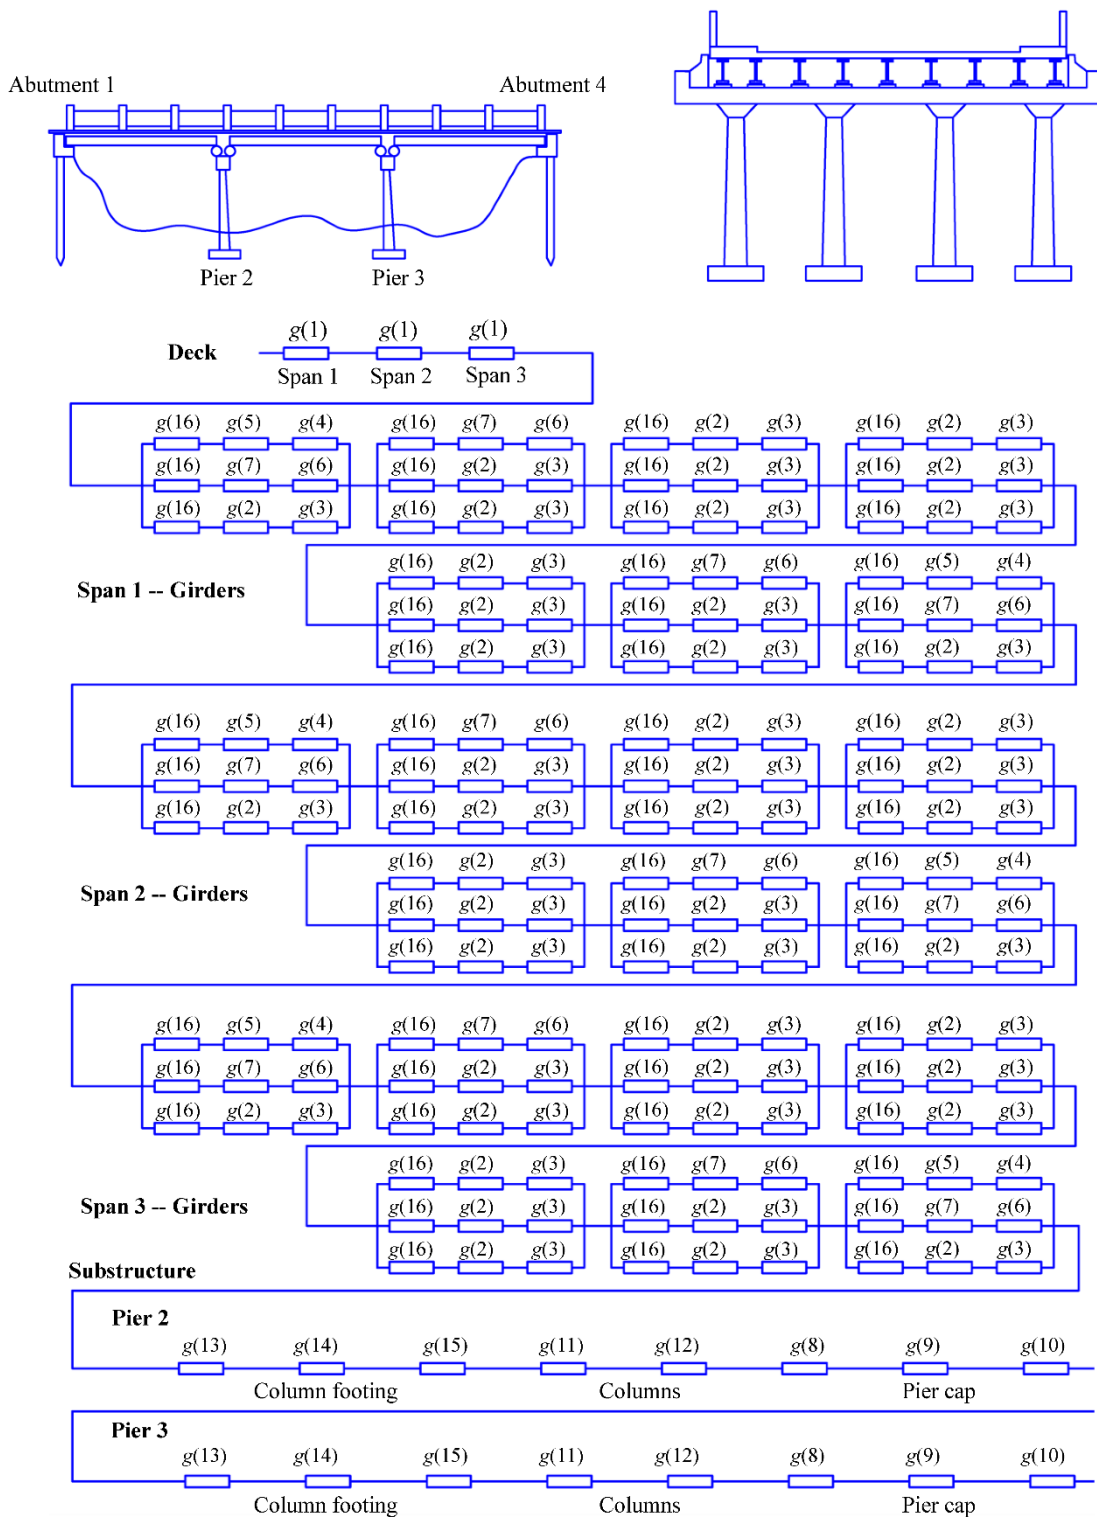 Abutment 1 Abutment 4
Pier 2 Pier 3
g(1) g(1) g(1)
Deck
Span 1 Span 2 Span 3
g(16) g(5) g(4) g(16) g(7) g(6) g(16) g(2) g(3) g(16) g(2) g(3)
g(16) g(7) g(6) g(16) g(2) g(3) g(16) g(2) g(3) g(16) g(2) g(3)
g(16) g(2) g(3) g(16) g(2) g(3) g(16) g(2) g(3) g(16) g(2) g(3)
g(16) g(2) g(3) g(16) g(7) g(6) g(16) g(5) g(4)
Span 1 -- Girders
g(16) g(2) g(3) g(16) g(2) g(3) g(16) g(7) g(6)
g(16) g(2) g(3) g(16) g(2) g(3) g(16) g(2) g(3)
g(16) g(5) g(4) g(16) g(7) g(6) g(16) g(2) g(3) g(16) g(2) g(3)
g(16) g(7) g(6) g(16) g(2) g(3) g(16) g(2) g(3) g(16) g(2) g(3)
g(16) g(2) g(3) g(16) g(2) g(3) g(16) g(2) g(3) g(16) g(2) g(3)
g(16) g(2) g(3) g(16) g(7) g(6) g(16) g(5) g(4)
Span 2 -- Girders
g(16) g(2) g(3) g(16) g(2) g(3) g(16) g(7) g(6)
g(16) g(2) g(3) g(16) g(2) g(3) g(16) g(2) g(3)
g(16) g(5) g(4) g(16) g(7) g(6) g(16) g(2) g(3) g(16) g(2) g(3)
g(16) g(7) g(6) g(16) g(2) g(3) g(16) g(2) g(3) g(16) g(2) g(3)
g(16) g(2) g(3) g(16) g(2) g(3) g(16) g(2) g(3) g(16) g(2) g(3)
g(16) g(2) g(3) g(16) g(7) g(6) g(16) g(5) g(4)
Span 3 -- Girders
g(16) g(2) g(3) g(16) g(2) g(3) g(16) g(7) g(6)
g(16) g(2) g(3) g(16) g(2) g(3) g(16) g(2) g(3)
Substructure
Pier 2
g(13) g(14) g(15) g(11) g(12) g(8) g(9) g(10)
Column footing Columns Pier cap
Pier 3
g(13) g(14) g(15) g(11) g(12) g(8) g(9) g(10)
Column footing Columns Pier cap